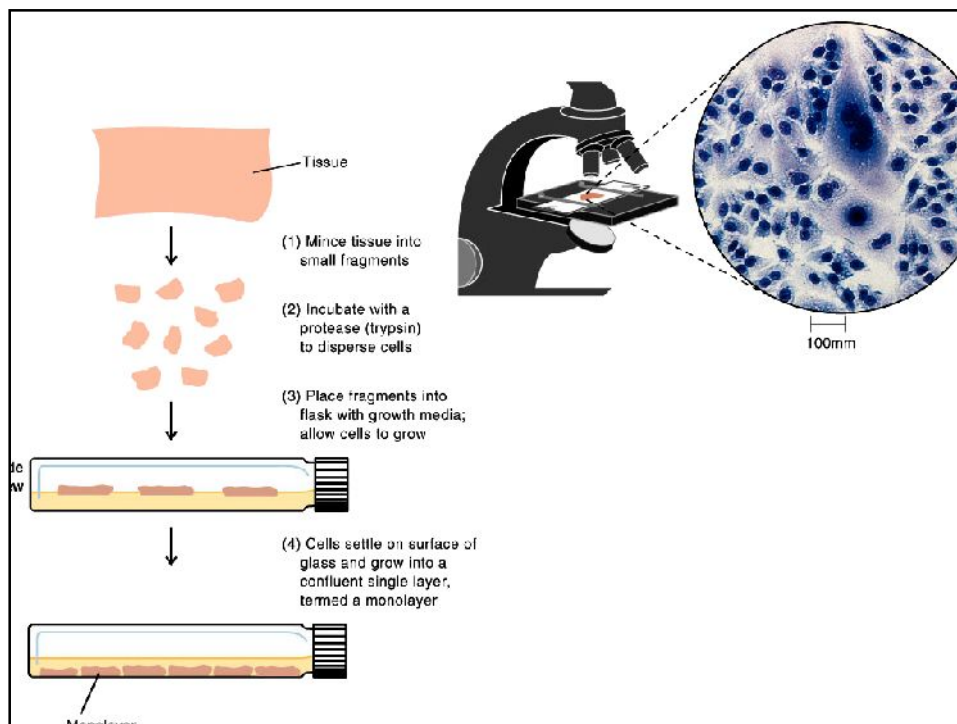 Tissue
(1) Mince tissue into
small fragments
(2) Incubate with a
protease (trypsin)
to disperse cells
(3) Place fragments into
flask with growth media;
allow cells to grow
(4) Cells settle on surface of
glass and grow into a
confluent single layer,
termed a monolayer
Monolayer
100mm